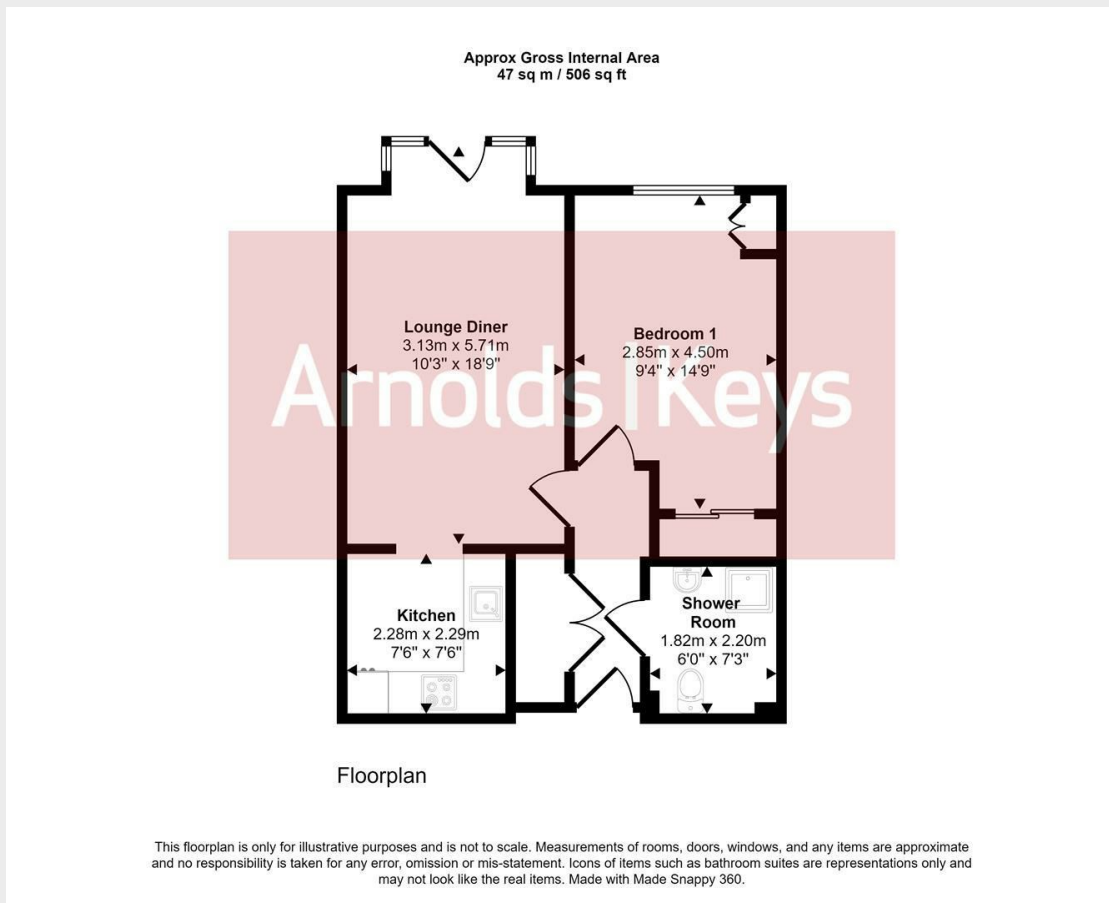 Approx Gross Internal Area
47 sq m / 506 sq ft
Lounge Diner
3.13m x 5.71m
10'3" x 18'9"
Bedroom 1
2.85m x 4.50m
9'4" x 14'9"
Arnolds|Keys
Kitchen
2.28m x 2.29m
7'6" x 7'6"
Shower
Room
1.82m x 2.20m
6'0" x 7'3"
Floorplan
This floorplan is only for illustrative purposes and is not to scale. Measurements of rooms, doors, windows, and any items are approximate
and no responsibility is taken for any error, omission or mis-statement. Icons of items such as bathroom suites are representations only and
may not look like the real items. Made with Made Snappy 360.